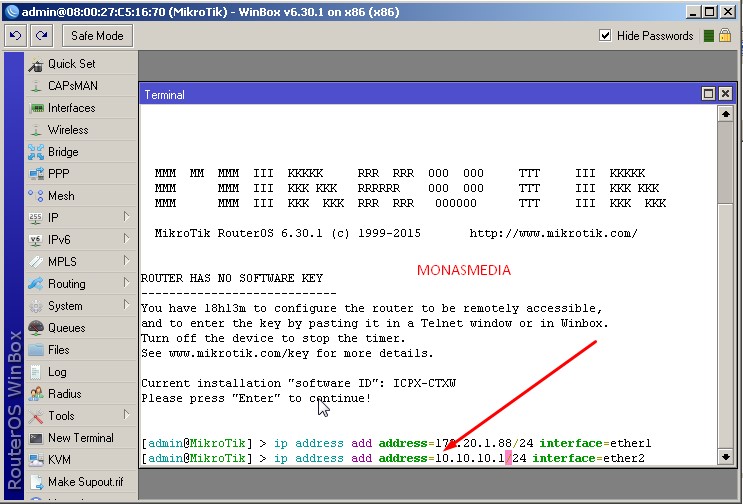 admin@08:00:27:C5:16:70 (MikroTik) - WinBox v6.30.1 on x86 (x86)
Safe Mode
Hide Passwords
Quick Set
CAPsMAN
Interfaces
Wireless
Bridge
PPP
Mesh
IP
IPv6
MPLS
Routing
System
Queues
Files
Log
Radius
Tools
New Terminal
KVM
Make Supout.rif
RouterOS WinBox
Terminal
MMM  MM  MMM  III  KKKKK     RRR  RRR  000  000     TTT     III  KKKKK
MMM      MMM  III  KKK KKK   RRRRRR    000  000     TTT     III  KKK KKK
MMM      MMM  III  KKK  KKK  RRR  RRR   000000      TTT     III  KKK  KKK
MikroTik RouterOS 6.30.1 (c) 1999-2015       http://www.mikrotik.com/
MONASMEDIA
ROUTER HAS NO SOFTWARE KEY
----------------------------
You have 18h13m to configure the router to be remotely accessible,
and to enter the key by pasting it in a Telnet window or in Winbox.
Turn off the device to stop the timer.
See www.mikrotik.com/key for more details.
Current installation "software ID": ICPX-CTXW
Please press "Enter" to continue!
[admin@MikroTik] > ip address add address=172.20.1.88/24 interface=ether1
[admin@MikroTik] > ip address add address=10.10.10.1/24 interface=ether2